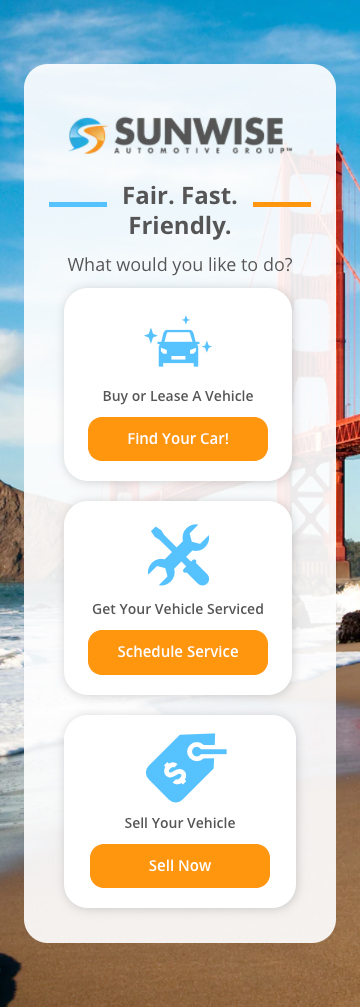 SUNWISE
AUTOMOTIVE GROUP™
Fair. Fast.
Friendly.
What would you like to do?
Buy or Lease A Vehicle
Find Your Car!
Get Your Vehicle Serviced
Schedule Service
$
Sell Your Vehicle
Sell Now